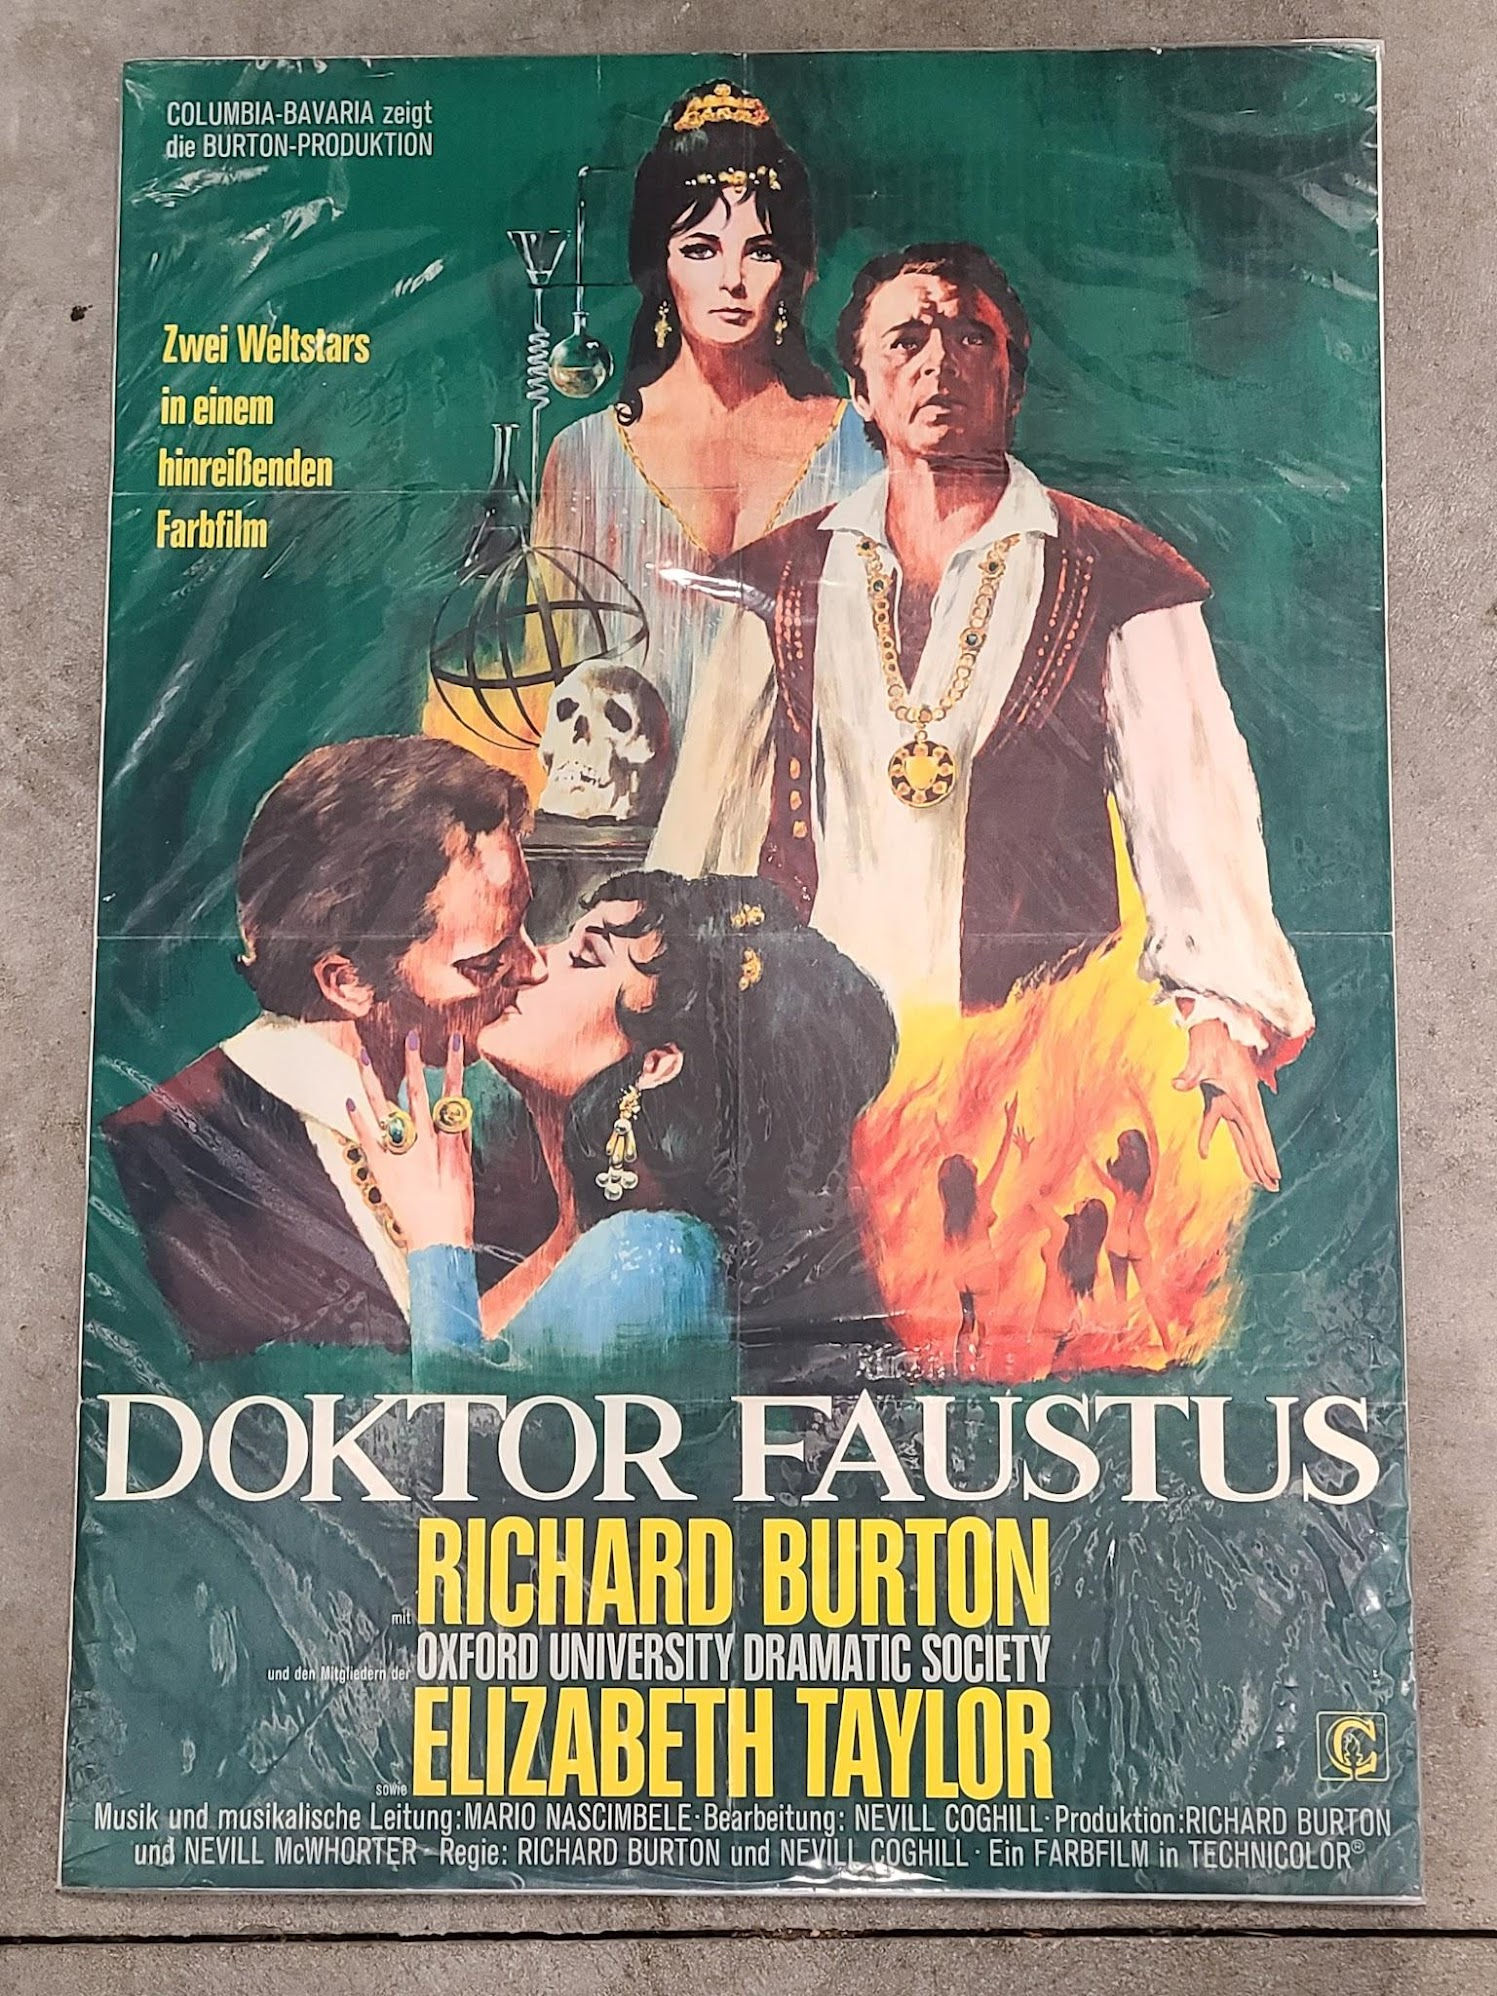 COLUMBIA-BAVARIA zeigt
die BURTON-PRODUKTION
Zwei Weltstars
in einem
hinreißenden
Farbfilm
DOKTOR FAUSTUS
mit RICHARD BURTON
und den Mitgliedern der OXFORD UNIVERSITY DRAMATIC SOCIETY
sowie ELIZABETH TAYLOR
C
Musik und musikalische Leitung: MARIO NASCIMBELE · Bearbeitung: NEVILL COGHILL · Produktion: RICHARD BURTON
und NEVILL McWHORTER · Regie: RICHARD BURTON und NEVILL COGHILL · Ein FARBFILM in TECHNICOLOR®